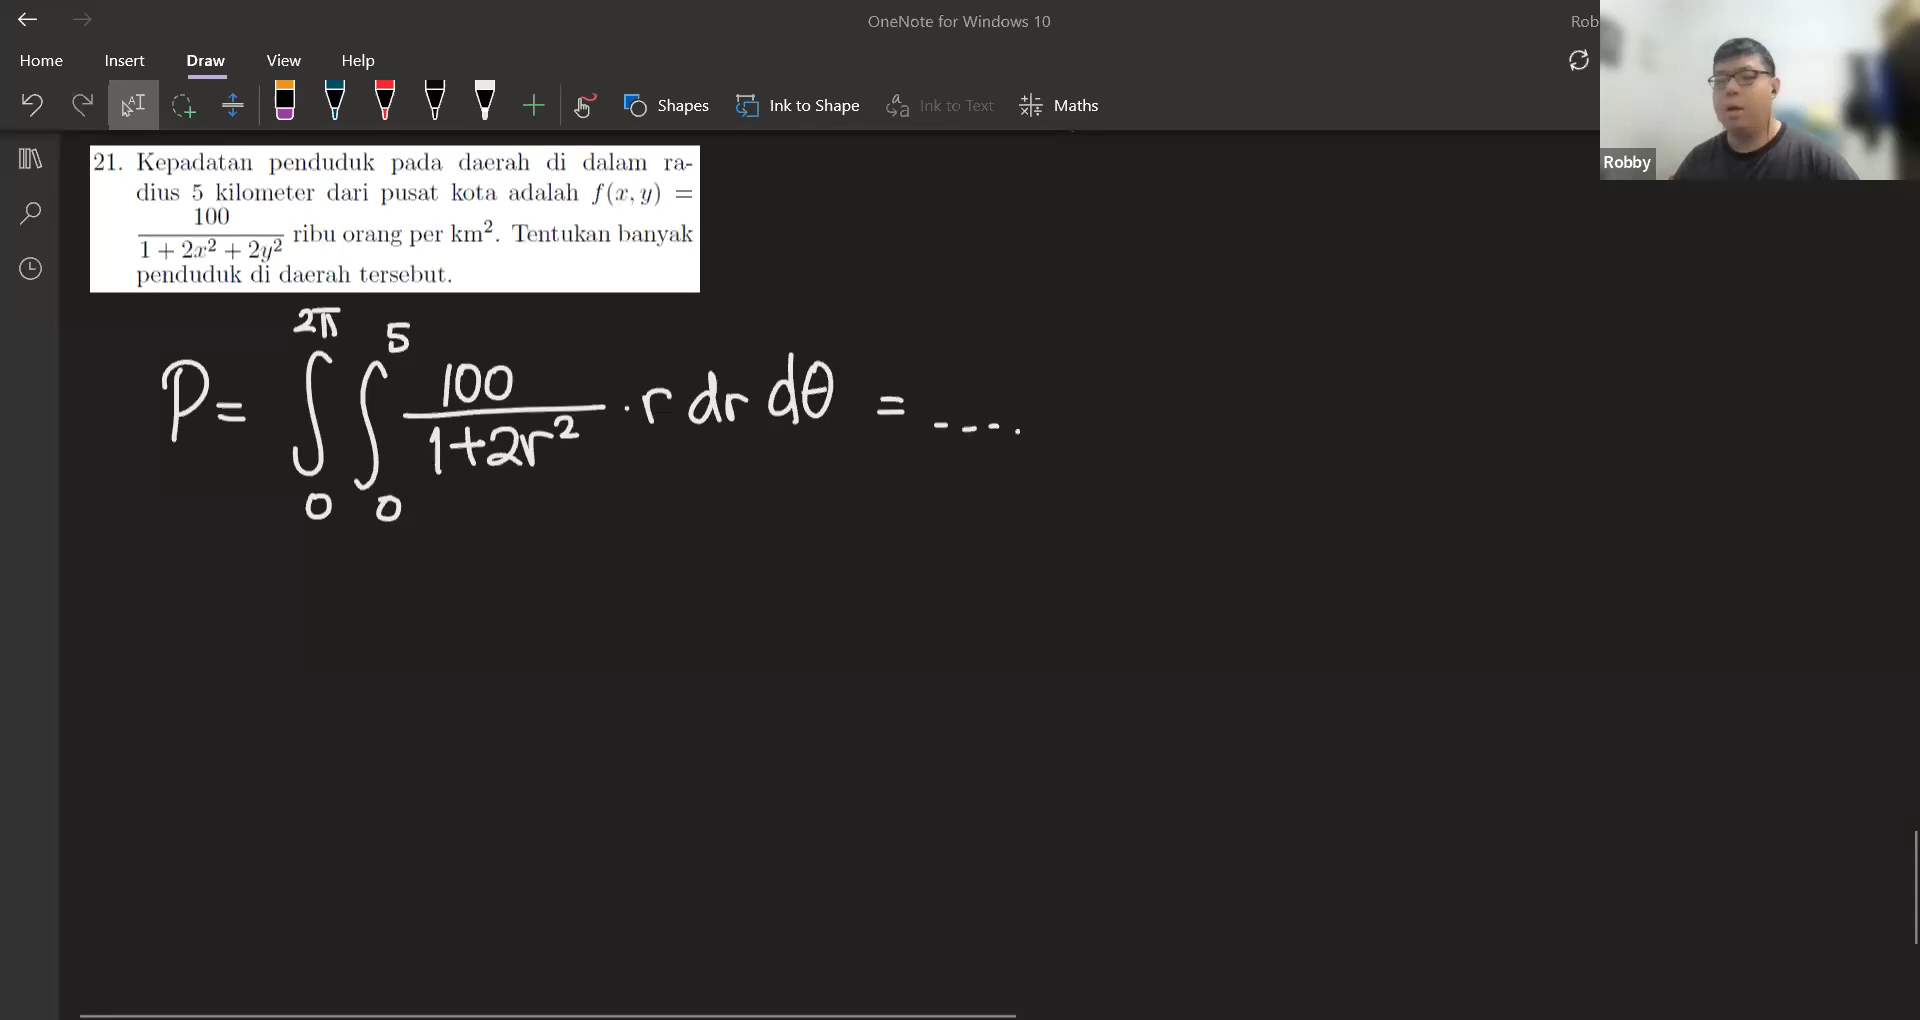 OneNote for Windows 10
Rob
Home Insert Draw View Help
Shapes Ink to Shape Ink to Text Maths
Robby
21. Kepadatan penduduk pada daerah di dalam ra-
dius 5 kilometer dari pusat kota adalah f(x, y) =
100
1 + 2x² + 2y² ribu orang per km². Tentukan banyak
penduduk di daerah tersebut.
2π 5
P = ∫ ∫ 100 / 1+2r² · r dr dθ = ----.
0 0